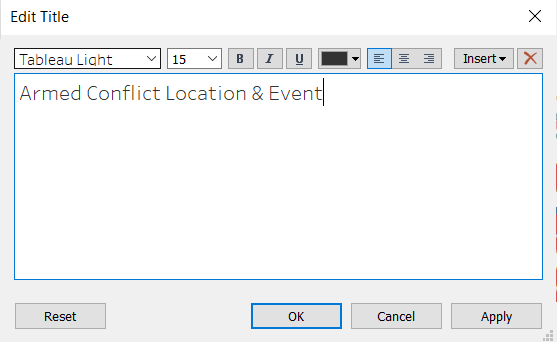 Edit Title
Tableau Light 15 B I U Insert
Armed Conflict Location & Event
Reset OK Cancel Apply